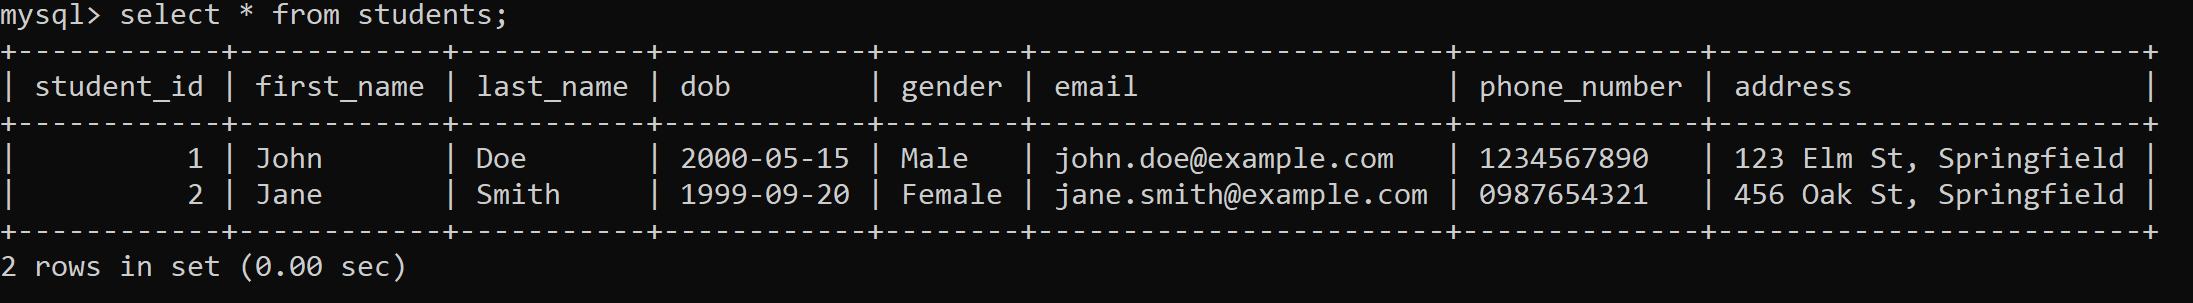 mysql> select * from students;
+------------+------------+-----------+------------+--------+------------------------+--------------+-------------------------+
| student_id | first_name | last_name | dob        | gender | email                  | phone_number | address                 |
+------------+------------+-----------+------------+--------+------------------------+--------------+-------------------------+
|          1 | John       | Doe       | 2000-05-15 | Male   | john.doe@example.com   | 1234567890   | 123 Elm St, Springfield |
|          2 | Jane       | Smith     | 1999-09-20 | Female | jane.smith@example.com | 0987654321   | 456 Oak St, Springfield |
+------------+------------+-----------+------------+--------+------------------------+--------------+-------------------------+
2 rows in set (0.00 sec)